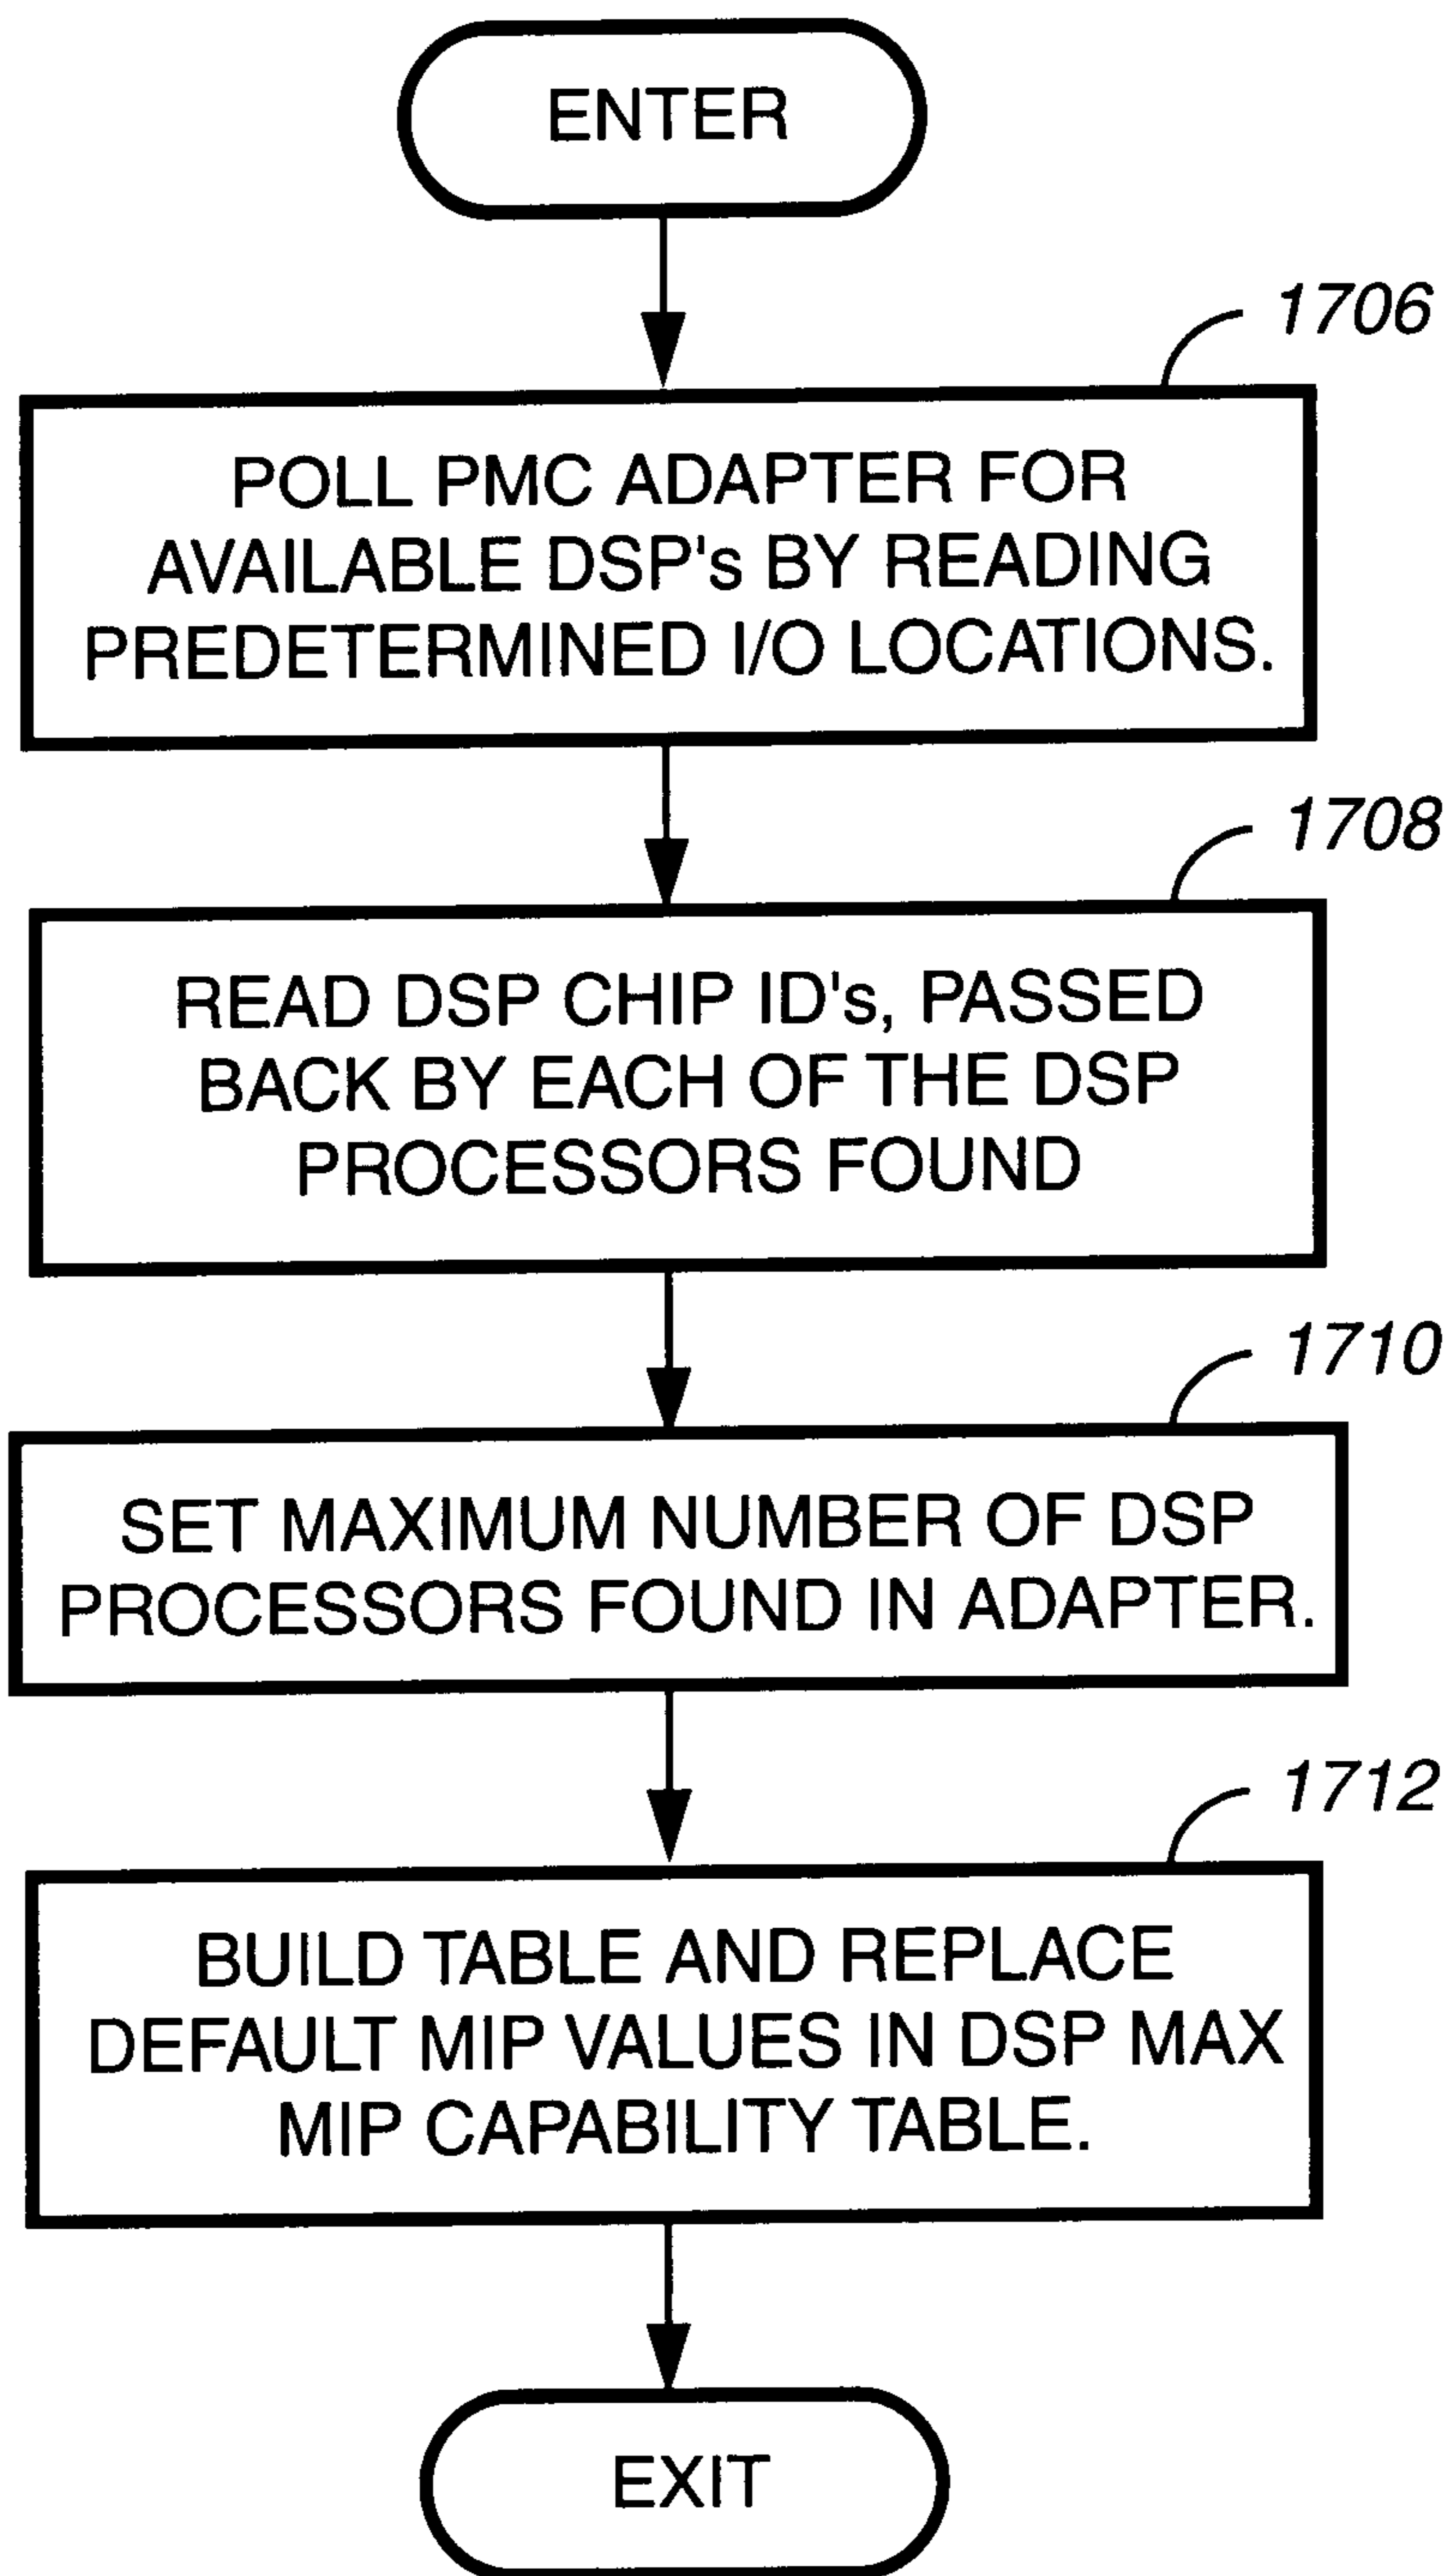 ENTER
1706
POLL PMC ADAPTER FOR
AVAILABLE DSP's BY READING
PREDETERMINED I/O LOCATIONS.
1708
READ DSP CHIP ID's, PASSED
BACK BY EACH OF THE DSP
PROCESSORS FOUND
1710
SET MAXIMUM NUMBER OF DSP
PROCESSORS FOUND IN ADAPTER.
1712
BUILD TABLE AND REPLACE
DEFAULT MIP VALUES IN DSP MAX
MIP CAPABILITY TABLE.
EXIT